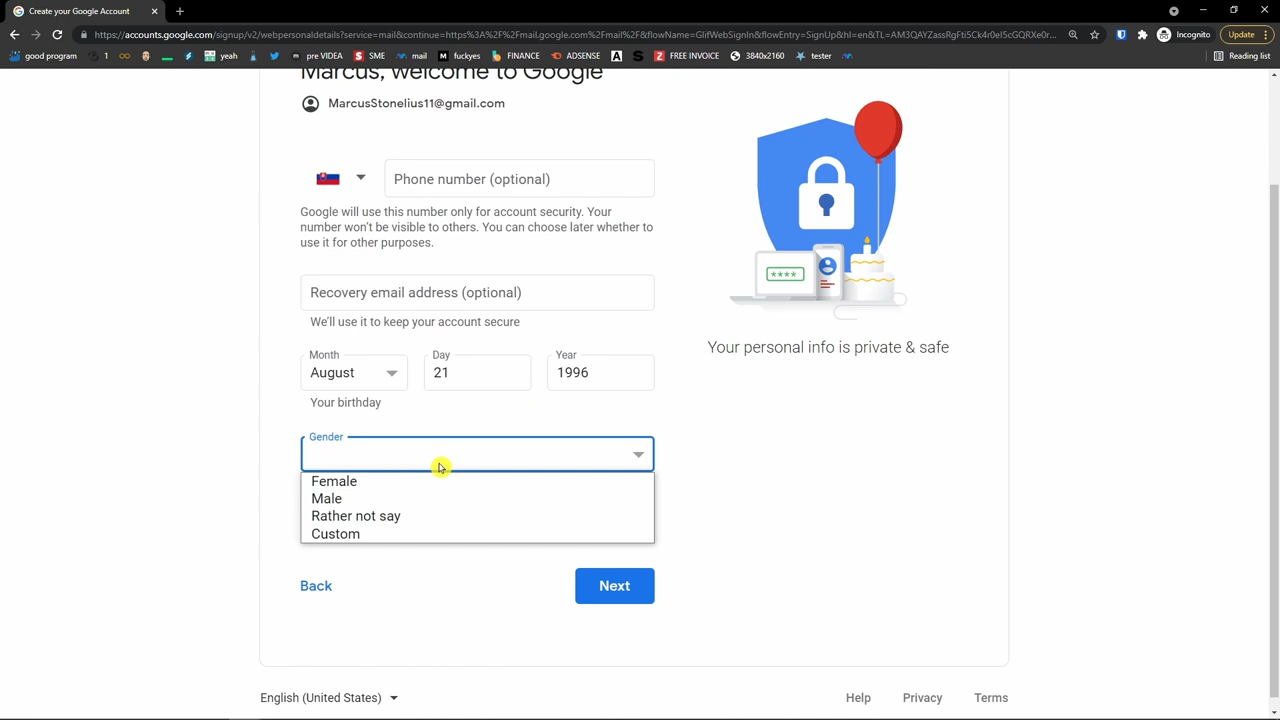 Create your Google Account
Incognito
Update
https://accounts.google.com/signup/v2/webpersonaldetails?service=mail&continue=https%3A%2F%2Fmail.google.com%2Fmail%2F&flowName=GlifWebSignIn&flowEntry=SignUp&hl=en&TL=AM3QAYZassRgFti5Ck4r0eI5cGQRXe0r...
good program
1
yeah
pre VIDEA
SME
mail
fuckyes
FINANCE
ADSENSE
FREE INVOICE
3840x2160
tester
Reading list
Marcus, welcome to Google
MarcusStonelius11@gmail.com
Phone number (optional)
Google will use this number only for account security. Your
number won't be visible to others. You can choose later whether to
use it for other purposes.
Recovery email address (optional)
We'll use it to keep your account secure
Month
Day
Year
August
21
1996
Your birthday
Gender
Female
Male
Rather not say
Custom
Back
Next
****
Your personal info is private & safe
English (United States)
Help
Privacy
Terms